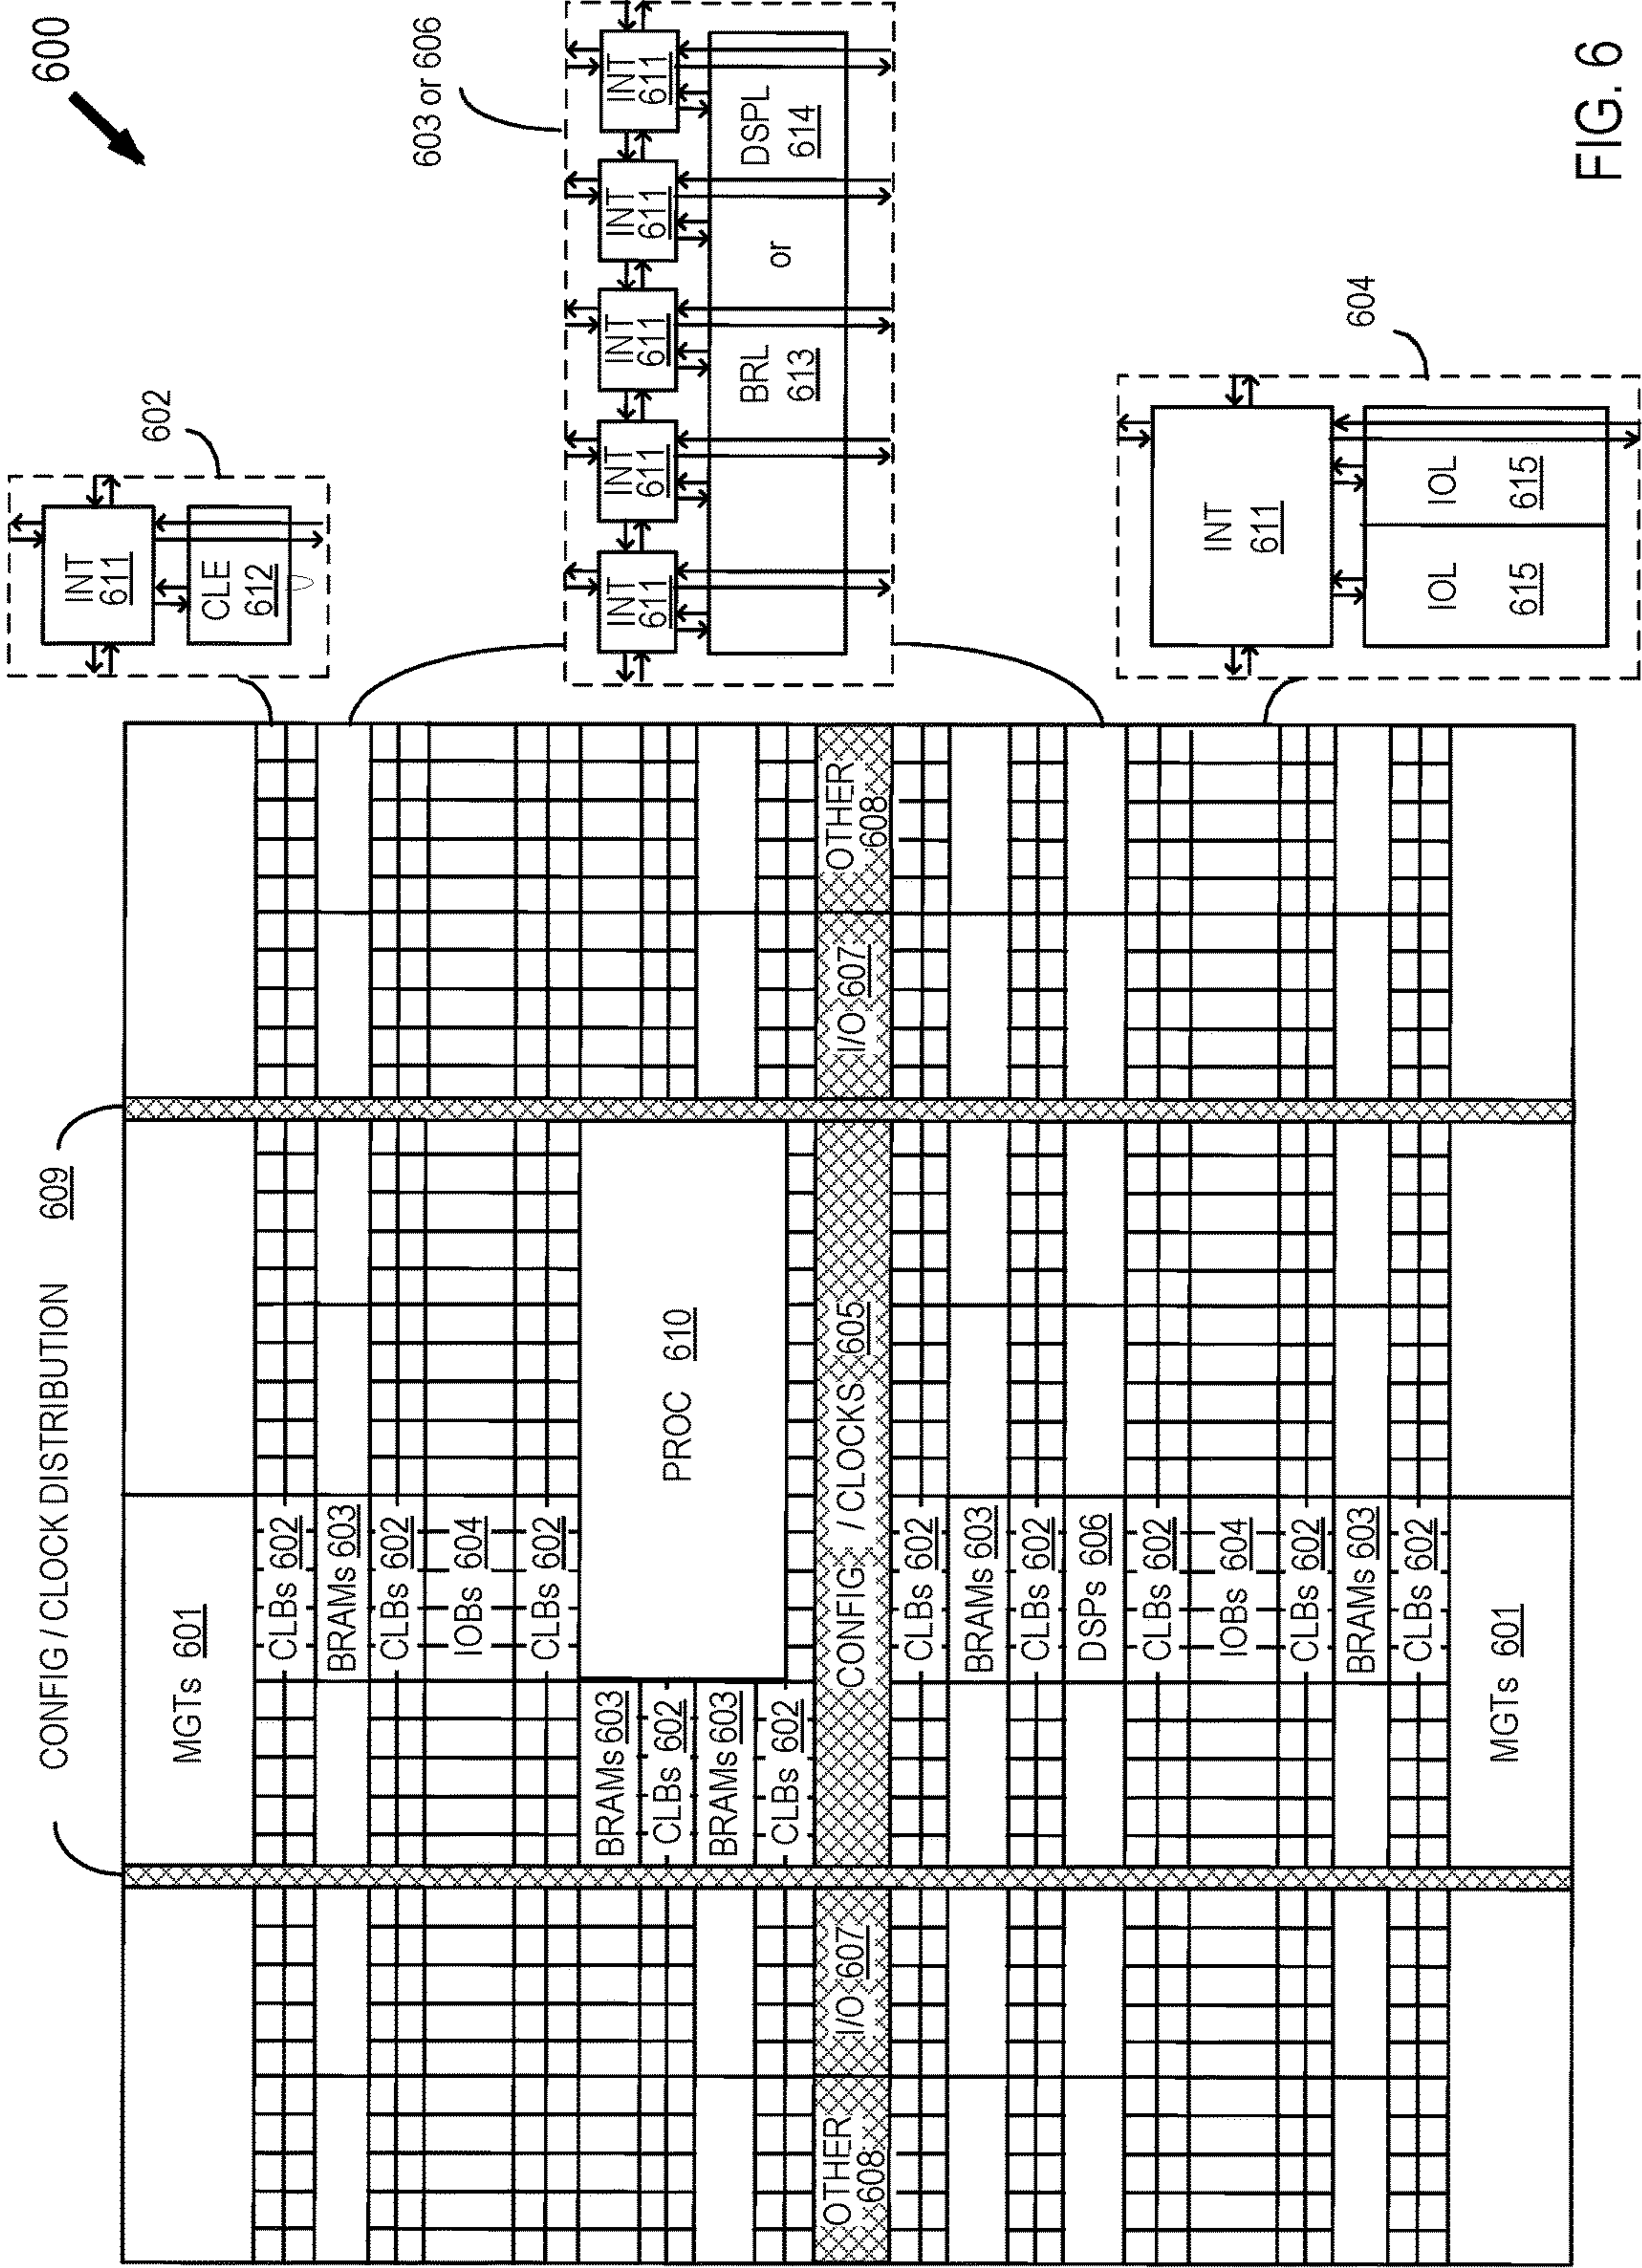 600
CONFIG / CLOCK DISTRIBUTION 609
MGTs 601
CLBs 602
BRAMs 603
CLBs 602
IOBs 604
CLBs 602
BRAMs 603
CLBs 602
BRAMs 603
CLBs 602
PROC 610
OTHER
608
I/O 607
CONFIG / CLOCKS 605
I/O 607
OTHER
608
CLBs 602
BRAMs 603
CLBs 602
DSPs 606
CLBs 602
IOBs 604
CLBs 602
BRAMs 603
CLBs 602
MGTs 601
602
INT
611
CLE
612
603 or 606
INT
611
INT
611
INT
611
INT
611
INT
611
BRL
613
or
DSPL
614
604
INT
611
IOL
615
IOL
615
FIG. 6